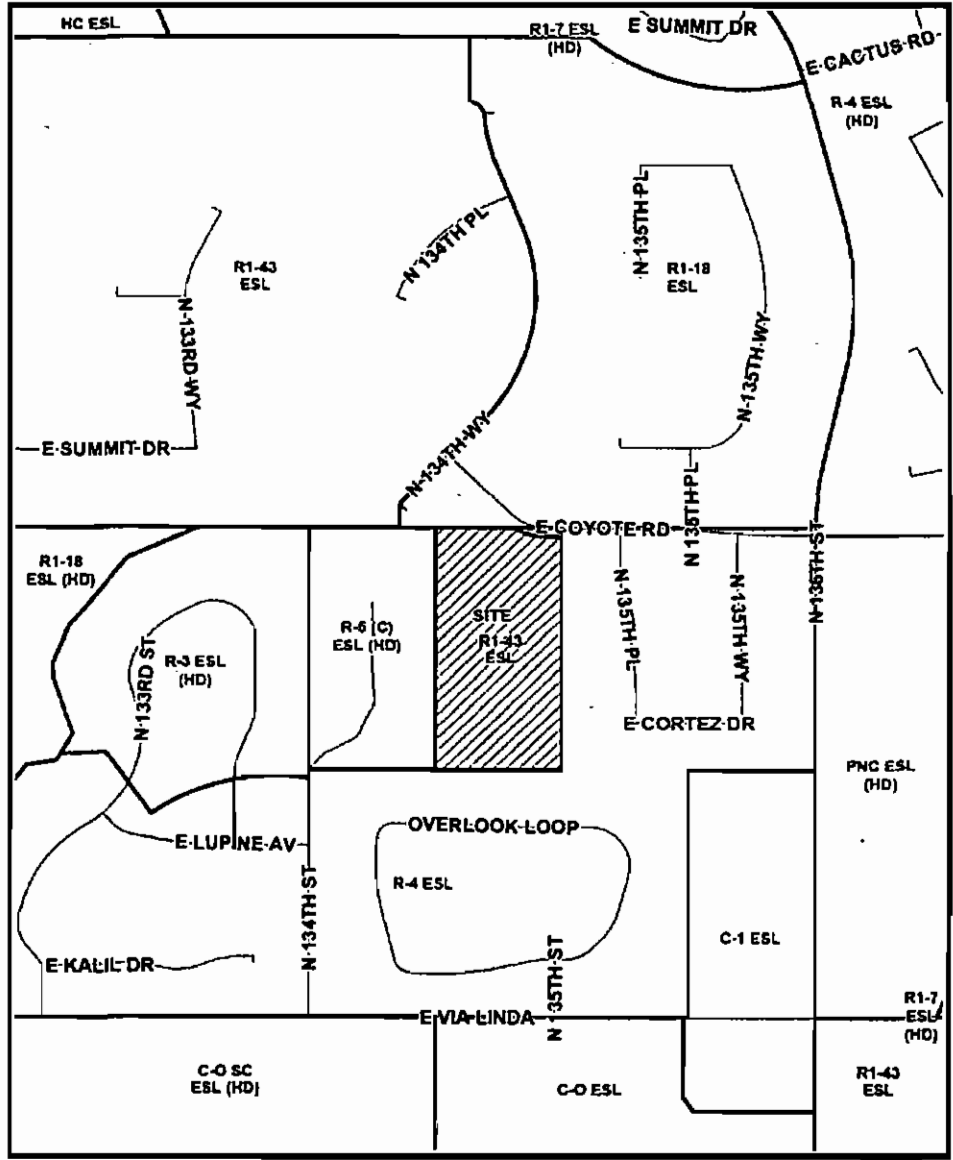 HC ESL
R1-7 ESL
(HD)
E SUMMIT DR
E CACTUS RD
R-4 ESL
(HD)
N 134TH PL
N 135TH PL
R1-43
ESL
R1-18
ESL
N 133RD WY
N 135TH WY
E SUMMIT DR
N 134TH WY
N 135TH PL
E COYOTE RD
N 136TH ST
R1-18
ESL (HD)
R-5 (C)
ESL (HD)
SITE
R1-43
ESL
N 135TH PL
N 135TH WY
R-3 ESL
(HD)
N 133RD ST
E CORTEZ DR
PNC ESL
(HD)
OVERLOOK LOOP
E LUPINE AV
R-4 ESL
N 134TH ST
C-1 ESL
E KALIL DR
N 135TH ST
E VIA LINDA
R1-7
ESL
(HD)
C-O SC
ESL (HD)
C-O ESL
R1-43
ESL